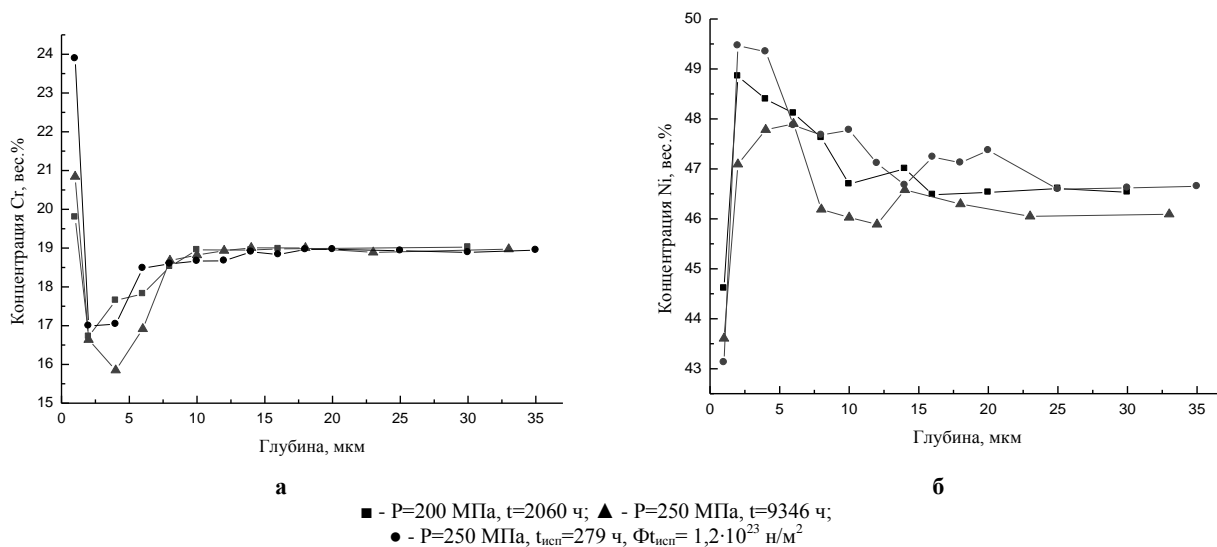 Концентрация Cr, вес.%
24
23
22
21
20
19
18
17
16
15
0 5 10 15 20 25 30 35
Глубина, мкм
а
Концентрация Ni, вес.%
50
49
48
47
46
45
44
43
0 5 10 15 20 25 30 35
Глубина, мкм
б
■ - P=200 МПа, t=2060 ч; ▲ - P=250 МПа, t=9346 ч;
● - P=250 МПа, tисп=279 ч, Фtисп= 1,2·10²³ н/м²